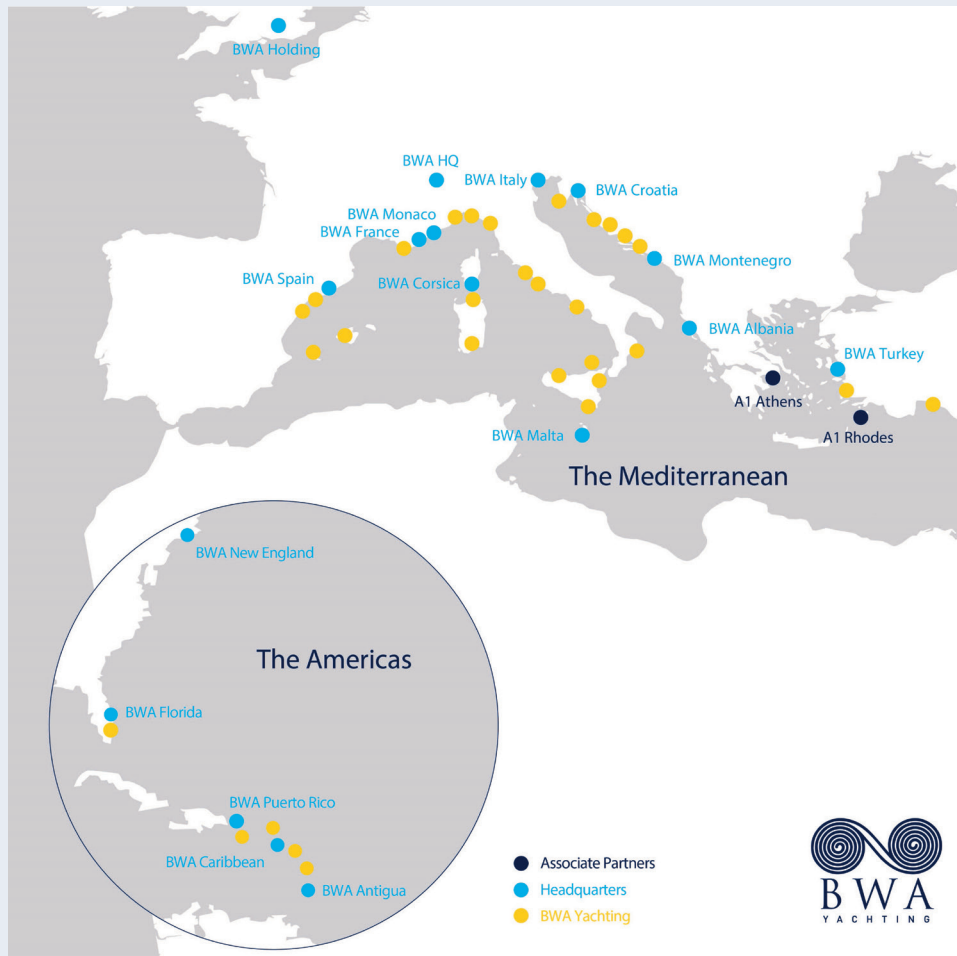 BWA Holding
BWA HQ
BWA Italy
BWA Croatia
BWA Monaco
BWA France
BWA Montenegro
BWA Spain
BWA Corsica
BWA Albania
BWA Turkey
A1 Athens
A1 Rhodes
BWA Malta
The Mediterranean
BWA New England
The Americas
BWA Florida
BWA Puerto Rico
BWA Caribbean
BWA Antigua
Associate Partners
Headquarters
BWA Yachting
BWA
YACHTING